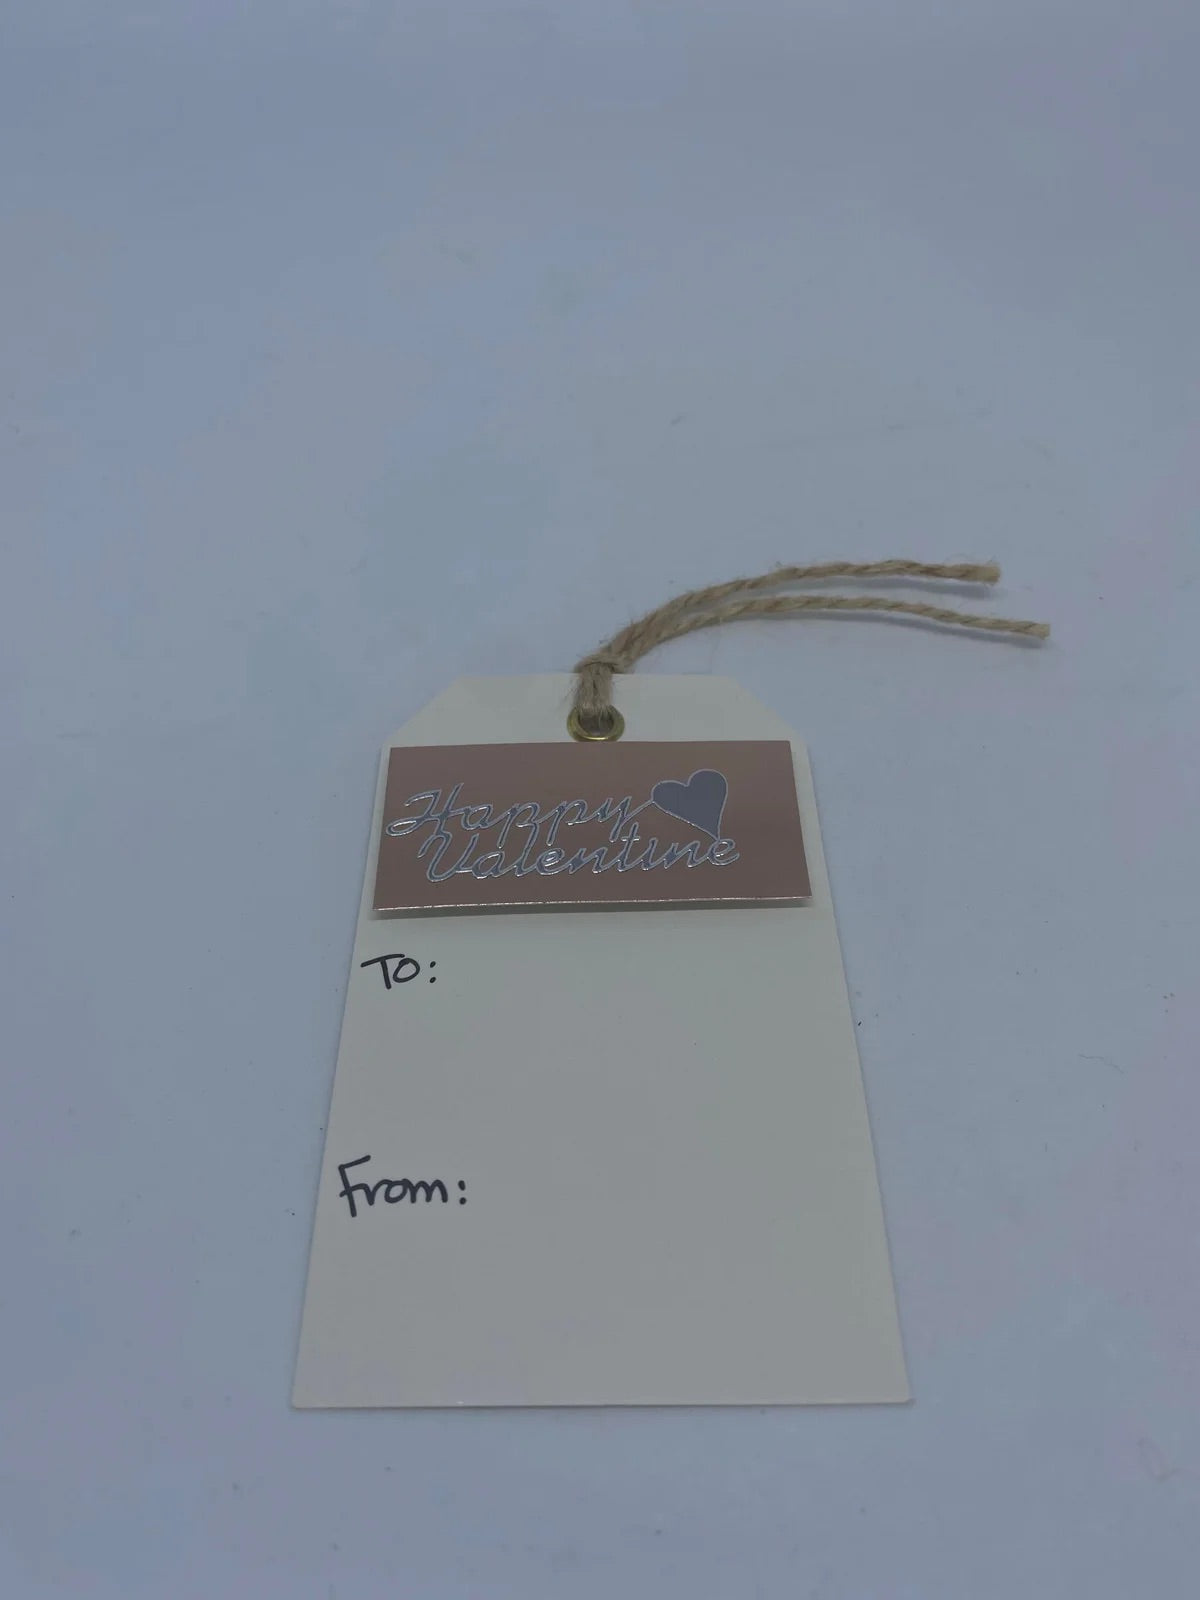 Happy
Valentine
To:
From: